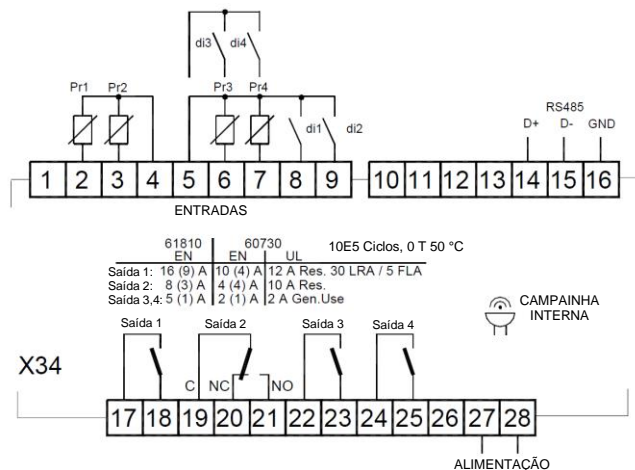 di3 di4
Pr1 Pr2 Pr3 Pr4
di1 di2
RS485
D+ D- GND
1 2 3 4 5 6 7 8 9 10 11 12 13 14 15 16
ENTRADAS
61810 60730 10E5 Ciclos, 0 T 50 °C
EN EN UL
Saída 1: 16 (9) A 10 (4) A 12 A Res. 30 LRA / 5 FLA
Saída 2: 8 (3) A 4 (4) A 10 A Res.
Saída 3,4: 5 (1) A 2 (1) A 2 A Gen.Use
CAMPAINHA
INTERNA
Saída 1 Saída 2 Saída 3 Saída 4
X34
C NC NO
17 18 19 20 21 22 23 24 25 26 27 28
ALIMENTAÇÃO